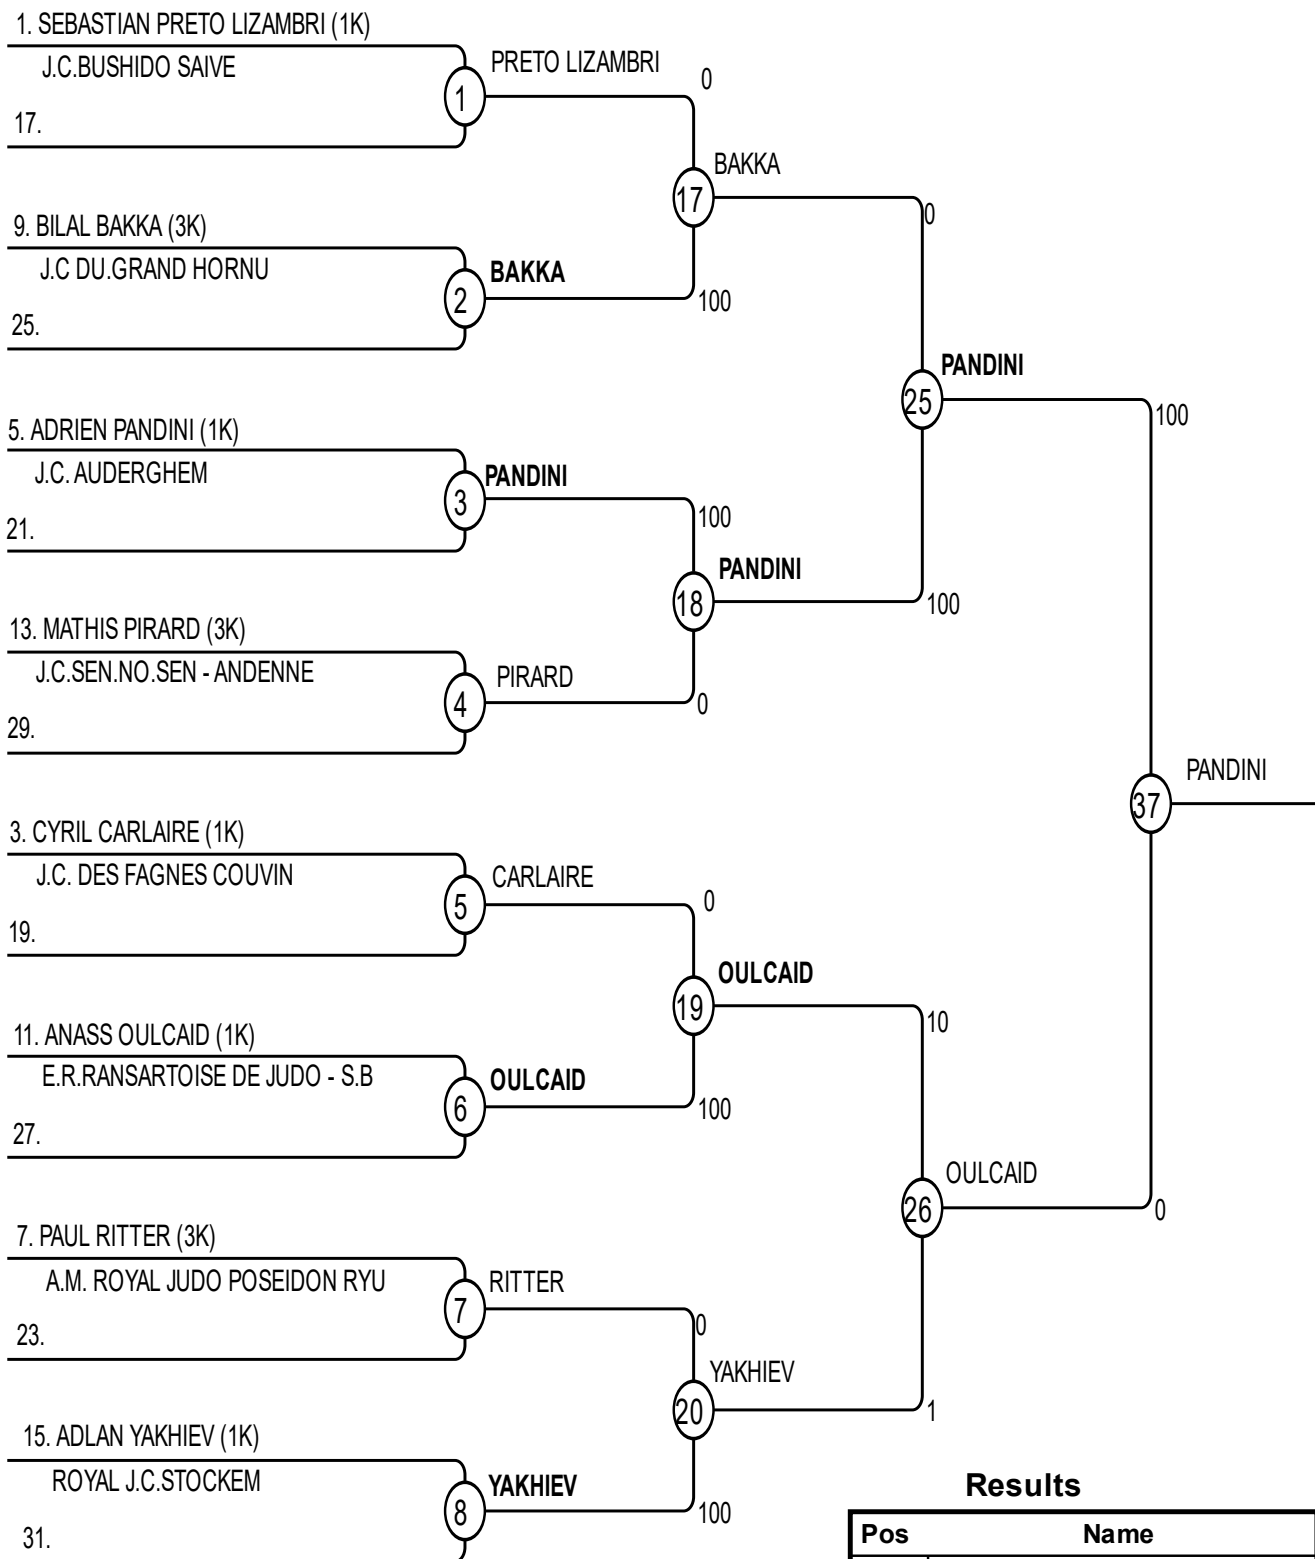 1. SEBASTIAN PRETO LIZAMBRI (1K)
J.C.BUSHIDO SAIVE
17.
1
PRETO LIZAMBRI
0
17
BAKKA
0
9. BILAL BAKKA (3K)
J.C DU.GRAND HORNU
25.
2
BAKKA
100
25
PANDINI
100
5. ADRIEN PANDINI (1K)
J.C. AUDERGHEM
21.
3
PANDINI
100
18
PANDINI
100
13. MATHIS PIRARD (3K)
J.C.SEN.NO.SEN - ANDENNE
29.
4
PIRARD
0
37
PANDINI
3. CYRIL CARLAIRE (1K)
J.C. DES FAGNES COUVIN
19.
5
CARLAIRE
0
19
OULCAID
10
11. ANASS OULCAID (1K)
E.R.RANSARTOISE DE JUDO - S.B
27.
6
OULCAID
100
26
OULCAID
0
7. PAUL RITTER (3K)
A.M. ROYAL JUDO POSEIDON RYU
23.
7
RITTER
0
20
YAKHIEV
1
15. ADLAN YAKHIEV (1K)
ROYAL J.C.STOCKEM
31.
8
YAKHIEV
100
Results
Pos Name